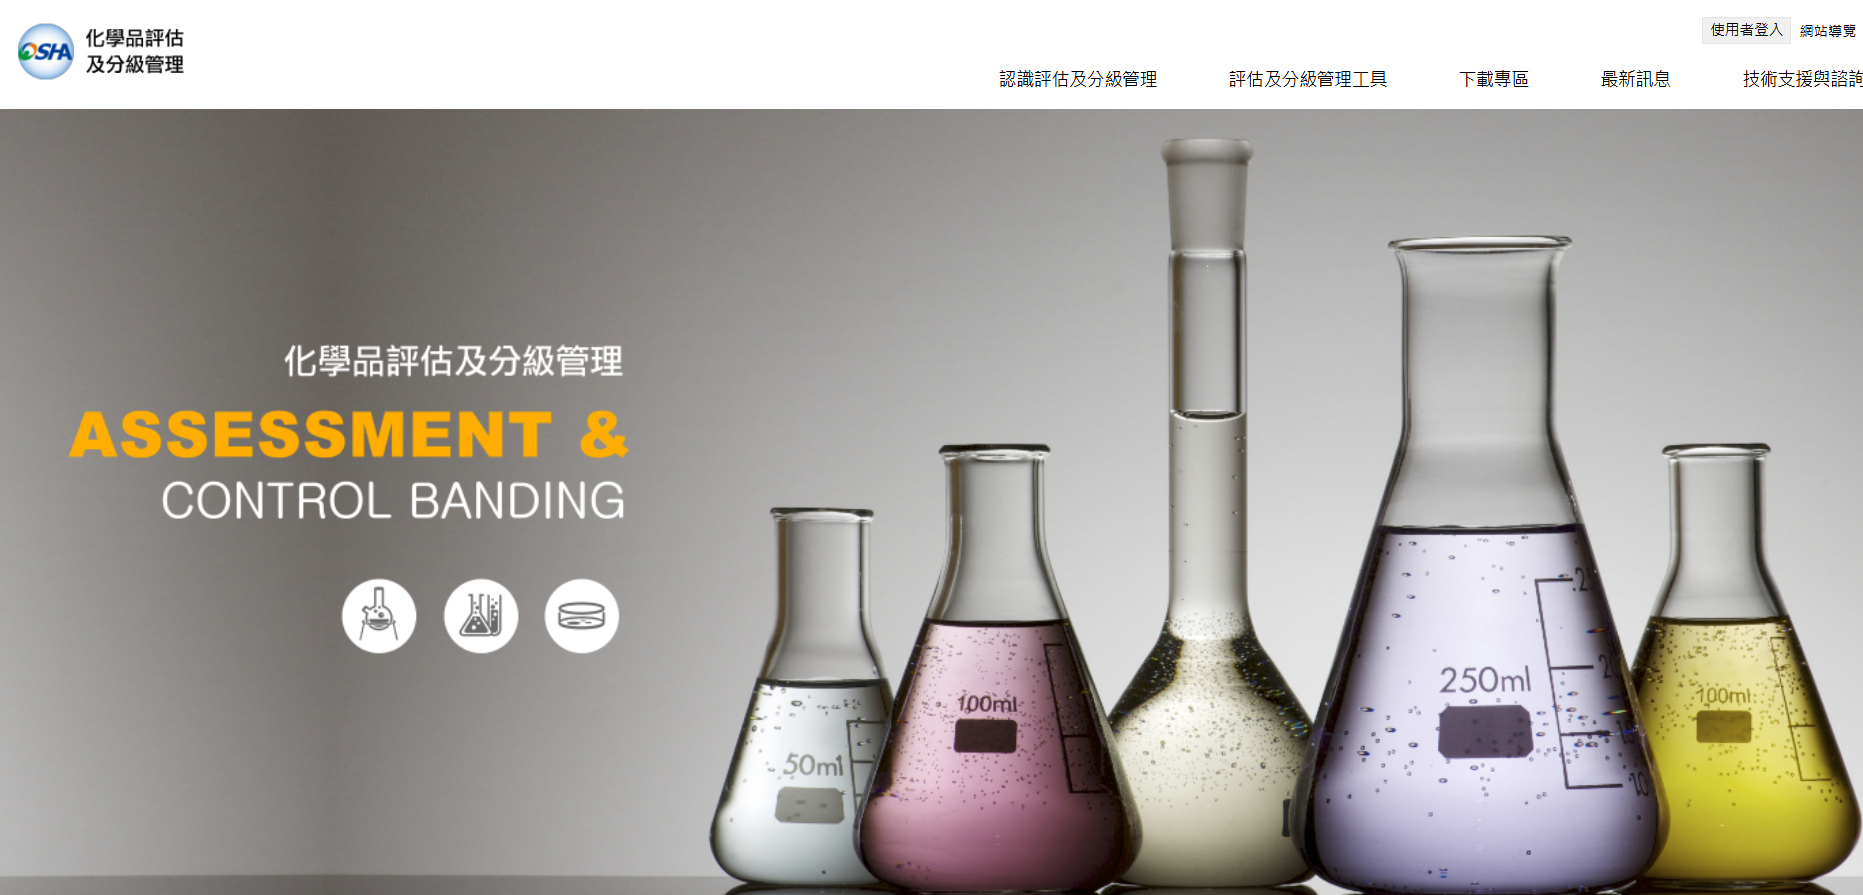 OSHA
化學品評估
及分級管理
使用者登入 網站導覽
認識評估及分級管理 評估及分級管理工具 下載專區 最新訊息 技術支援與諮詢
化學品評估及分級管理
ASSESSMENT &
CONTROL BANDING
50ml
100ml
250ml
100ml